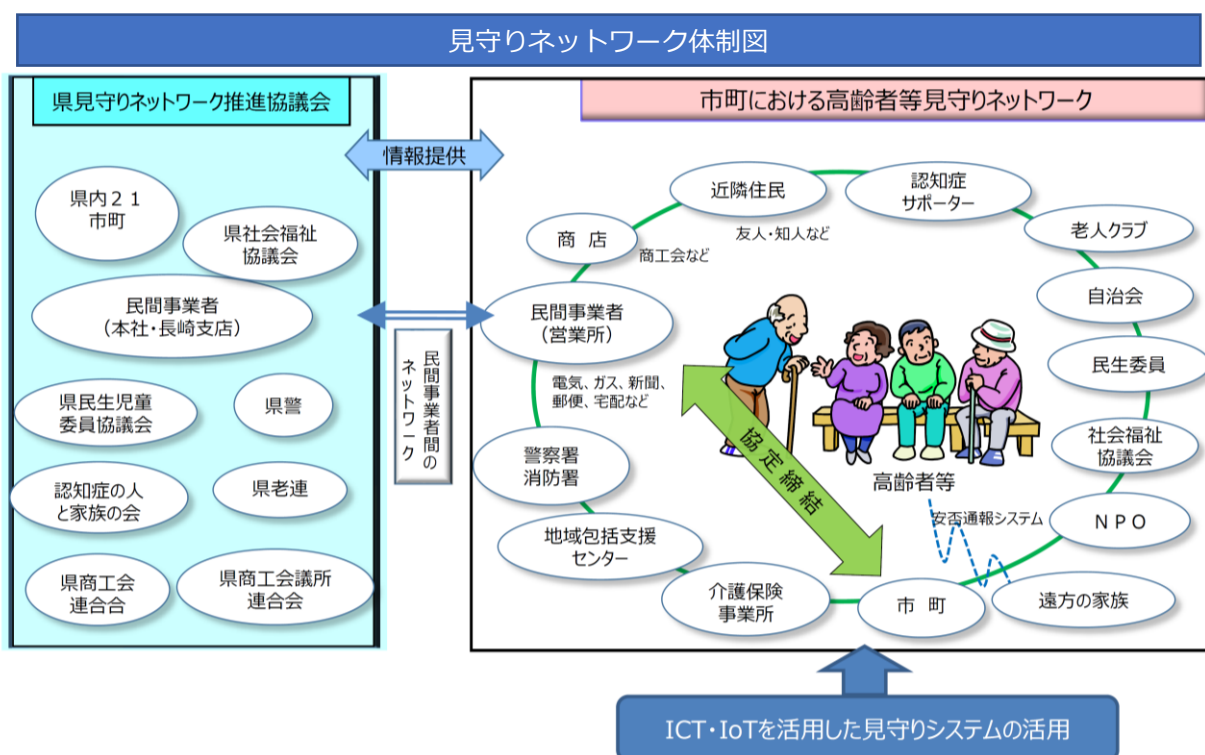 見守りネットワーク体制図
県見守りネットワーク推進協議会
県内２１
市町
県社会福祉
協議会
民間事業者
（本社・長崎支店）
県民生児童
委員協議会
県警
認知症の人
と家族の会
県老連
県商工会
連合合
県商工会議所
連合会
情報提供
民間事業者間の
ネットワーク
市町における高齢者等見守りネットワーク
近隣住民
友人・知人など
認知症
サポーター
商 店
商工会など
老人クラブ
民間事業者
（営業所）
電気、ガス、新聞、
郵便、宅配など
自治会
民生委員
協定締結
警察署
消防署
社会福祉
協議会
高齢者等
安否通報システム
ＮＰＯ
地域包括支援
センター
介護保険
事業所
市 町
遠方の家族
ICT・IoTを活用した見守りシステムの活用